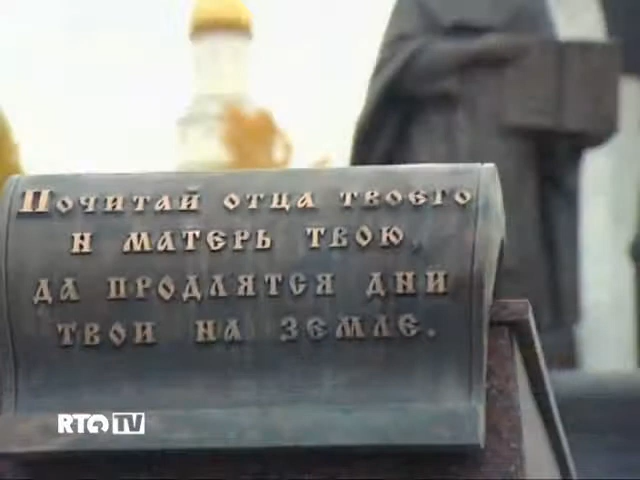 Почитай отца твоего
и матерь твою,
да продлятся дни
твои на земле.
RTG TV